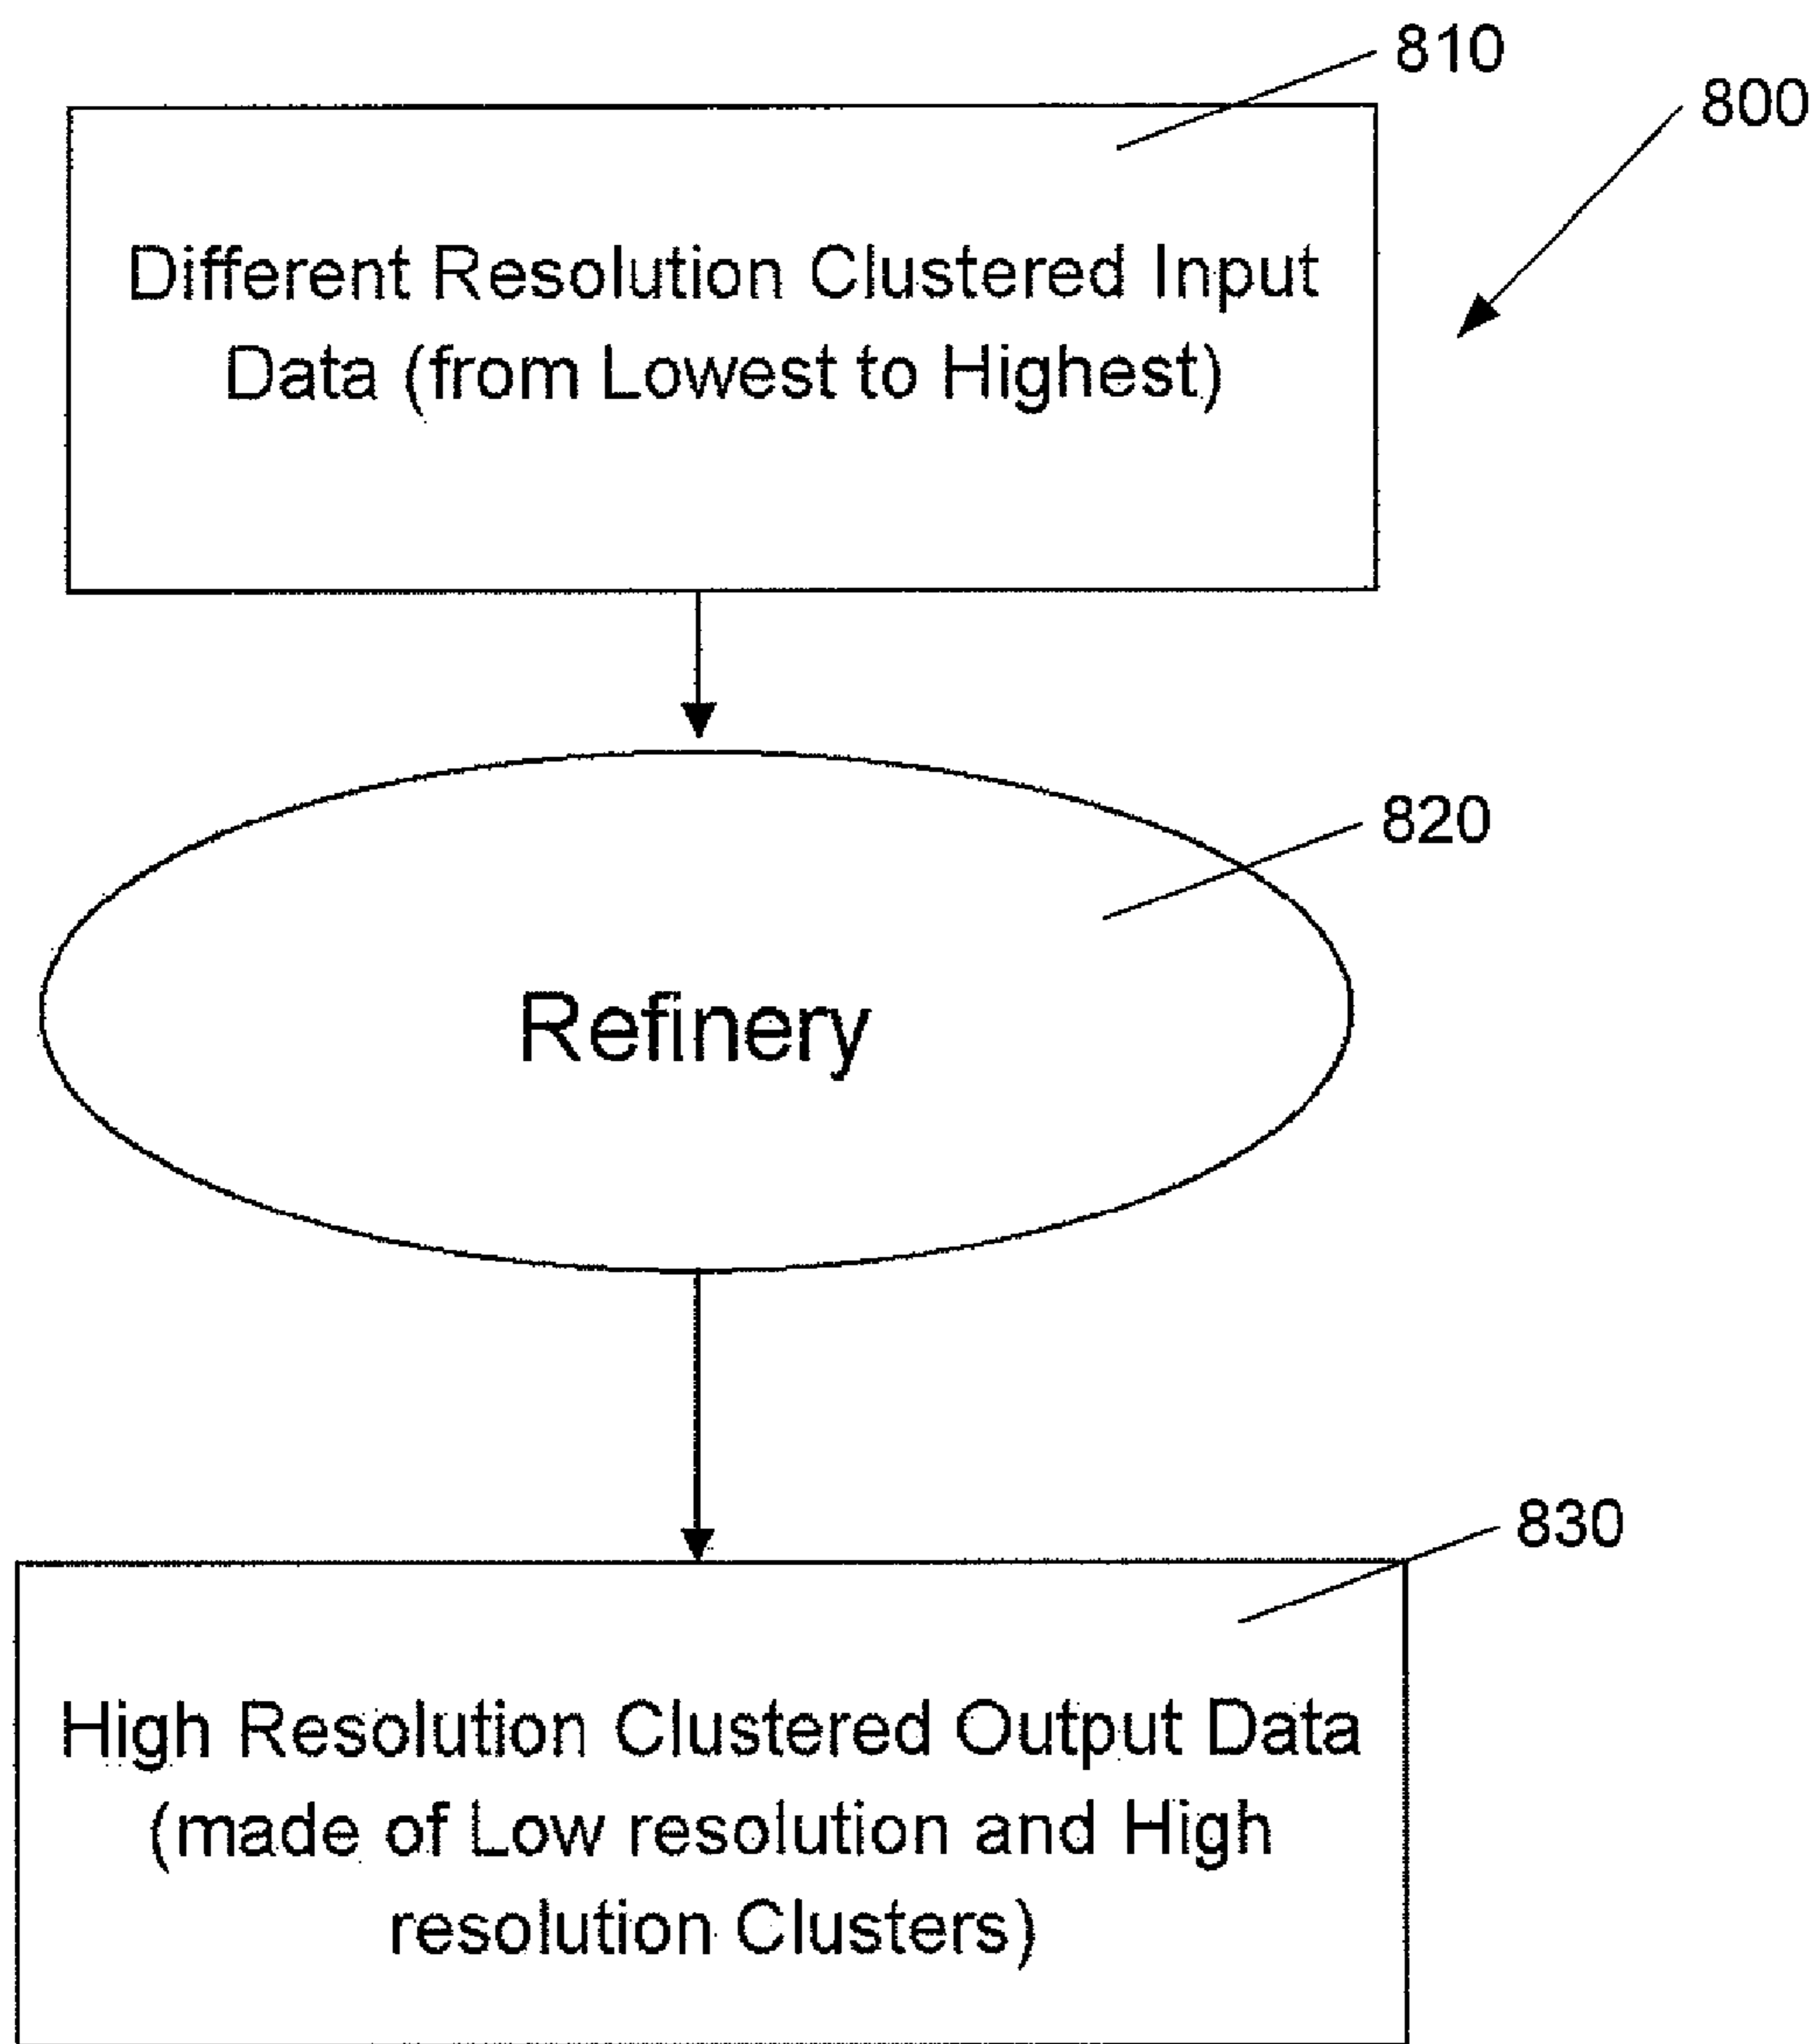 810
800
Different Resolution Clustered Input
Data (from Lowest to Highest)
820
Refinery
830
High Resolution Clustered Output Data
(made of Low resolution and High
resolution Clusters)